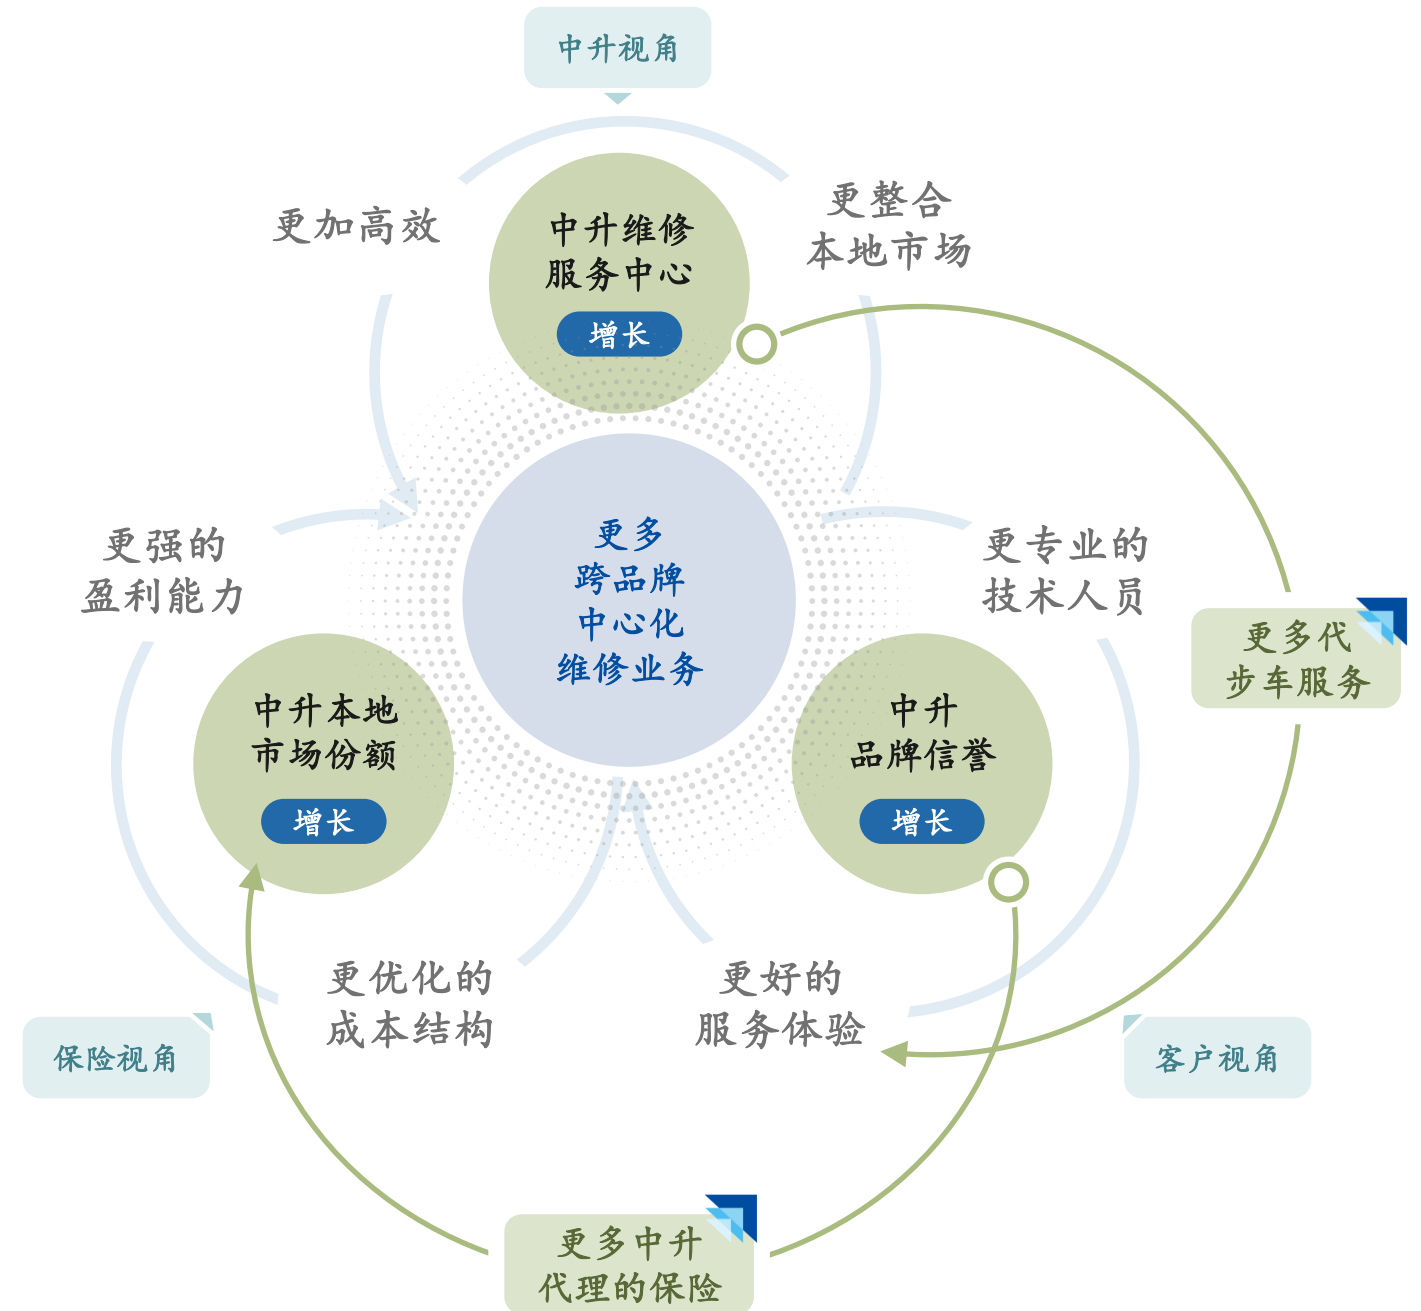 中升视角
更加高效
中升维修
服务中心
增长
更整合
本地市场
更强的
盈利能力
更多
跨品牌
中心化
维修业务
更专业的
技术人员
更多代
步车服务
中升本地
市场份额
增长
中升
品牌信誉
增长
更优化的
成本结构
更好的
服务体验
保险视角
客户视角
更多中升
代理的保险